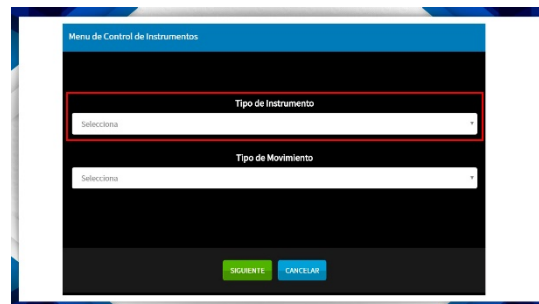 Menu de Control de Instrumentos
Tipo de Instrumento
Selecciona
Tipo de Movimiento
Selecciona
SIGUIENTE CANCELAR